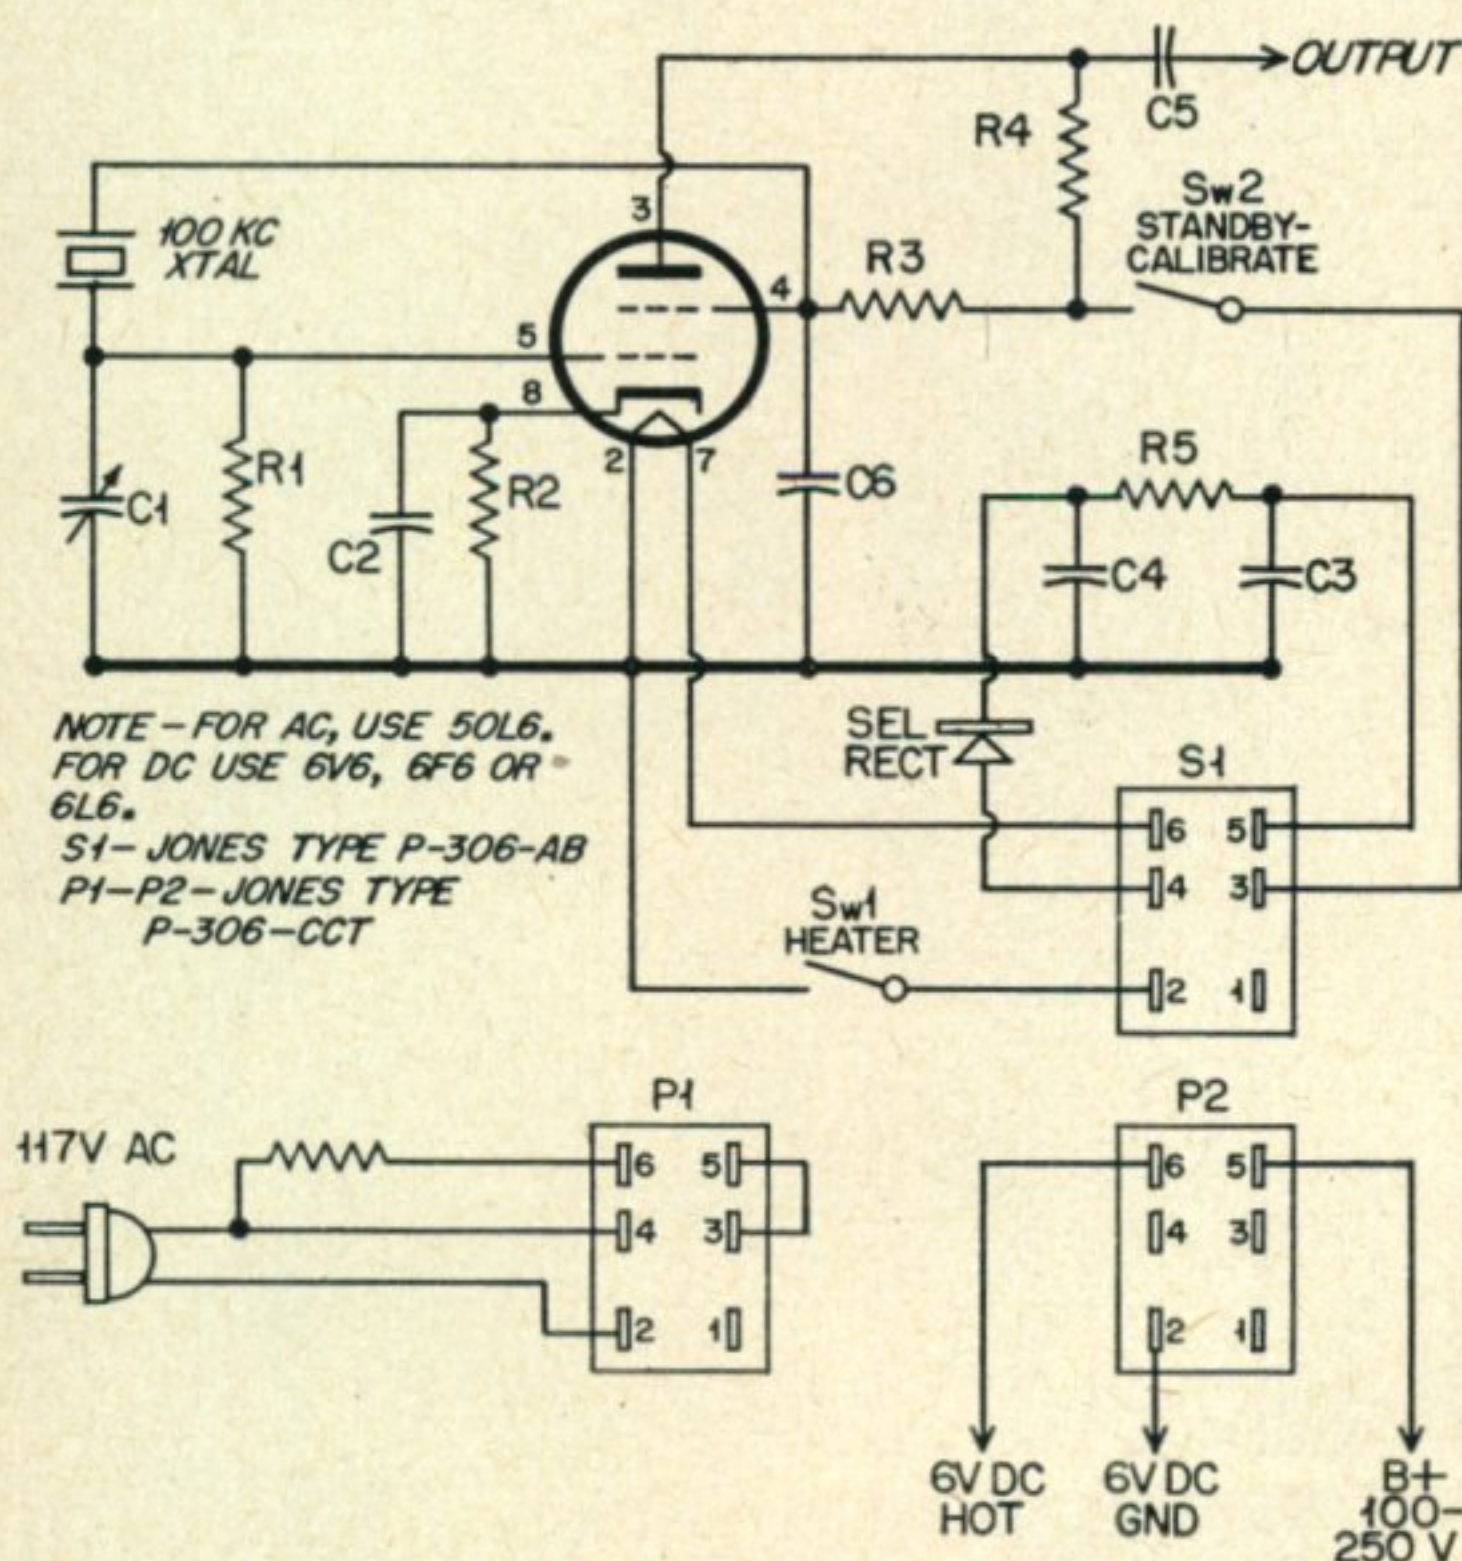 OUTPUT
C5
R4
Sw2
STANDBY-
CALIBRATE
100 KC
XTAL
3
4
R3
5
8
R1
C1
C2
R2
2
7
C6
R5
C4
C3
NOTE – FOR AC, USE 50L6.
FOR DC USE 6V6, 6F6 OR
6L6.
S1– JONES TYPE P-306-AB
P1–P2–JONES TYPE
P-306-CCT
SEL
RECT
S1
6 5
4 3
2 1
Sw1
HEATER
117V AC
P1
6 5
4 3
2 1
P2
6 5
4 3
2 1
6V DC
HOT
6V DC
GND
B+
100-
250 V